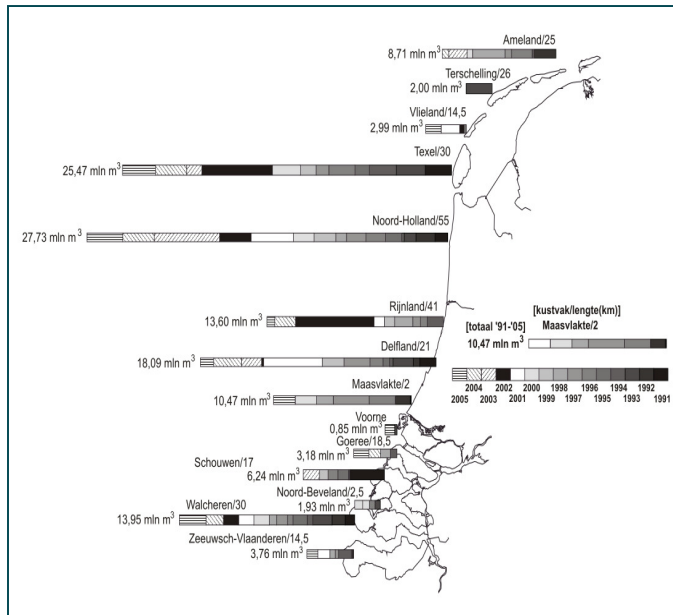 Ameland/25
8,71 mln m³
Terschelling/26
2,00 mln m³
Vlieland/14,5
2,99 mln m³
Texel/30
25,47 mln m³
Noord-Holland/55
27,73 mln m³
Rijnland/41
13,60 mln m³
[kustvak/lengte(km)]
[totaal '91-'05]
Maasvlakte/2
10,47 mln m³
Delfland/21
18,09 mln m³
2004 2002 2000 1998 1996 1994 1992
2005 2003 2001 1999 1997 1995 1993 1991
Maasvlakte/2
10,47 mln m³
Voorne
0,85 mln m³
Goeree/18,5
3,18 mln m³
Schouwen/17
6,24 mln m³
Noord-Beveland/2,5
1,93 mln m³
Walcheren/30
13,95 mln m³
Zeeuwsch-Vlaanderen/14,5
3,76 mln m³